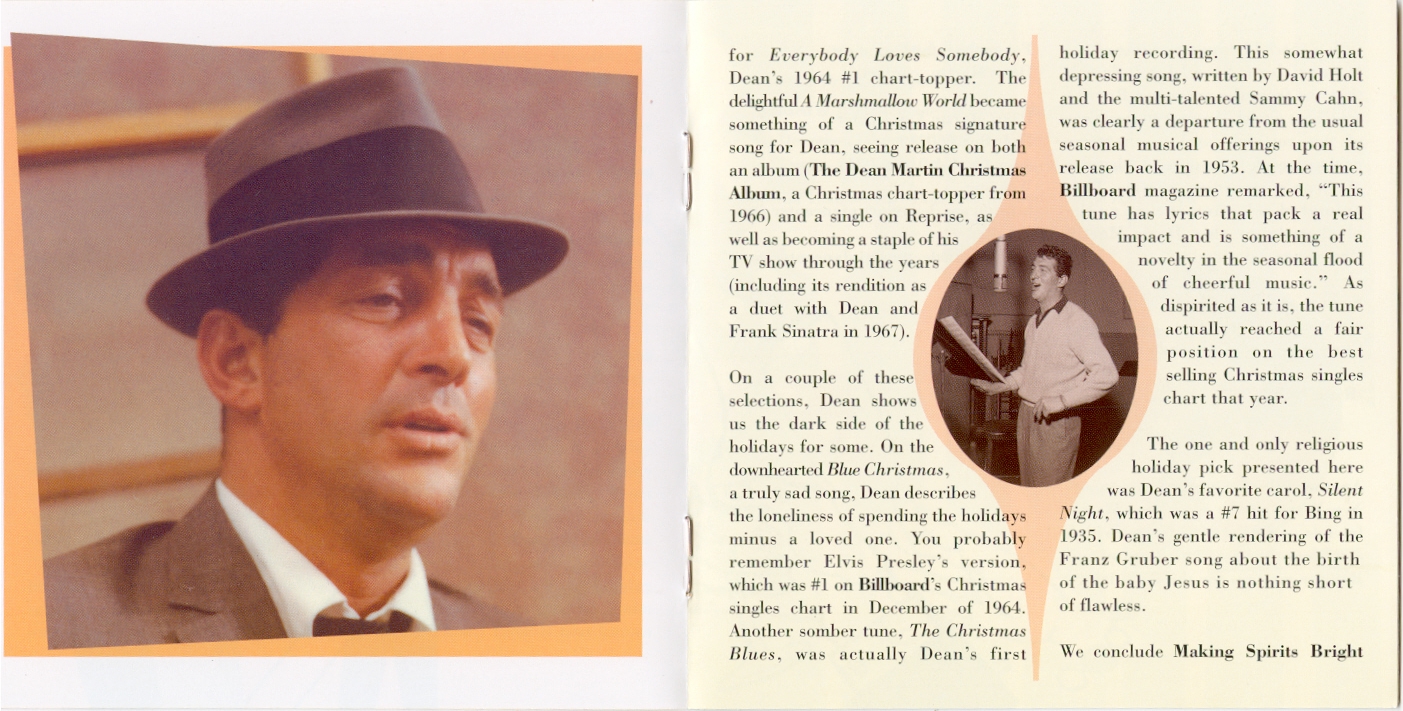 for Everybody Loves Somebody,
Dean's 1964 #1 chart-topper. The
delightful A Marshmallow World became
something of a Christmas signature
song for Dean, seeing release on both
an album (The Dean Martin Christmas
Album, a Christmas chart-topper from
1966) and a single on Reprise, as
well as becoming a staple of his
TV show through the years
(including its rendition as
a duet with Dean and
Frank Sinatra in 1967).
On a couple of these
selections, Dean shows
us the dark side of the
holidays for some. On the
downhearted Blue Christmas,
a truly sad song, Dean describes
the loneliness of spending the holidays
minus a loved one. You probably
remember Elvis Presley's version,
which was #1 on Billboard's Christmas
singles chart in December of 1964.
Another somber tune, The Christmas
Blues, was actually Dean's first
holiday recording. This somewhat
depressing song, written by David Holt
and the multi-talented Sammy Cahn,
was clearly a departure from the usual
seasonal musical offerings upon its
release back in 1953. At the time,
Billboard magazine remarked, “This
tune has lyrics that pack a real
impact and is something of a
novelty in the seasonal flood
of cheerful music.” As
dispirited as it is, the tune
actually reached a fair
position on the best
selling Christmas singles
chart that year.
The one and only religious
holiday pick presented here
was Dean's favorite carol, Silent
Night, which was a #7 hit for Bing in
1935. Dean's gentle rendering of the
Franz Gruber song about the birth
of the baby Jesus is nothing short
of flawless.
We conclude Making Spirits Bright